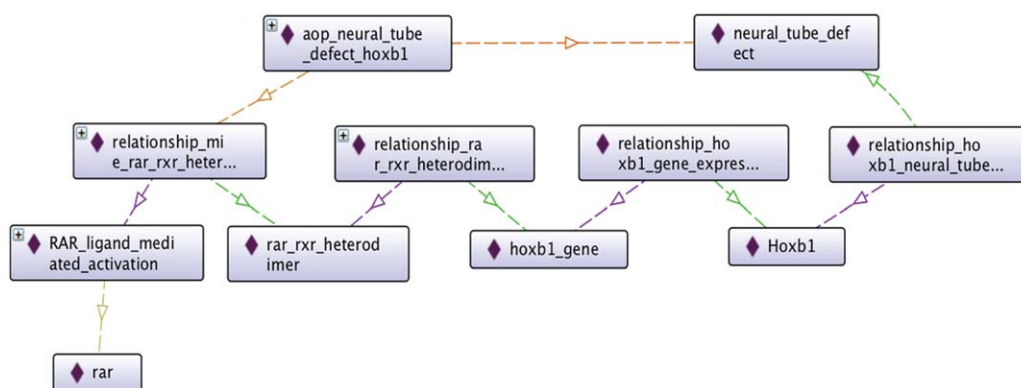 aop_neural_tube
_defect_hoxb1
neural_tube_def
ect
relationship_mi
e_rar_rxr_heter...
relationship_ra
r_rxr_heterodim...
relationship_ho
xb1_gene_expres...
relationship_ho
xb1_neural_tube...
RAR_ligand_medi
ated_activation
rar_rxr_heterod
imer
hoxb1_gene
Hoxb1
rar